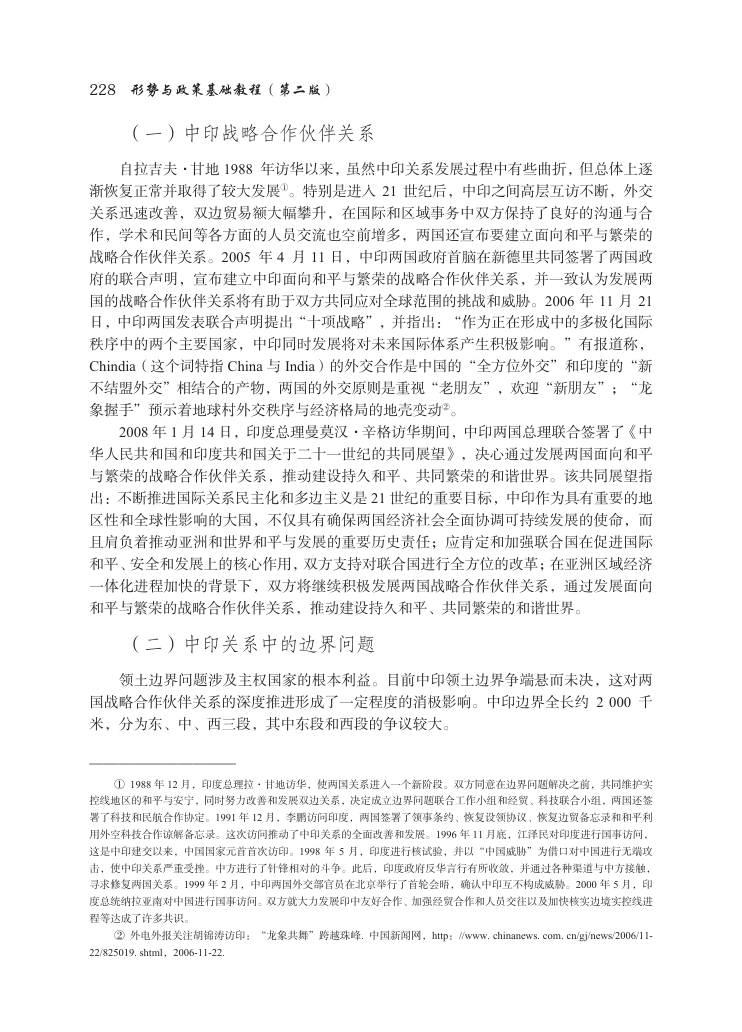 228 形势与政策基础教程（第二版）
（一）中印战略合作伙伴关系
自拉吉夫·甘地 1988 年访华以来，虽然中印关系发展过程中有些曲折，但总体上逐
渐恢复正常并取得了较大发展①。特别是进入 21 世纪后，中印之间高层互访不断，外交
关系迅速改善，双边贸易额大幅攀升，在国际和区域事务中双方保持了良好的沟通与合
作，学术和民间等各方面的人员交流也空前增多，两国还宣布要建立面向和平与繁荣的
战略合作伙伴关系。2005 年 4 月 11 日，中印两国政府首脑在新德里共同签署了两国政
府的联合声明，宣布建立中印面向和平与繁荣的战略合作伙伴关系，并一致认为发展两
国的战略合作伙伴关系将有助于双方共同应对全球范围的挑战和威胁。2006 年 11 月 21
日，中印两国发表联合声明提出“十项战略”，并指出：“作为正在形成中的多极化国际
秩序中的两个主要国家，中印同时发展将对未来国际体系产生积极影响。”有报道称，
Chindia（这个词特指 China 与 India）的外交合作是中国的“全方位外交”和印度的“新
不结盟外交”相结合的产物，两国的外交原则是重视“老朋友”，欢迎“新朋友”；“龙
象握手”预示着地球村外交秩序与经济格局的地壳变动②。
2008 年 1 月 14 日，印度总理曼莫汉·辛格访华期间，中印两国总理联合签署了《中
华人民共和国和印度共和国关于二十一世纪的共同展望》，决心通过发展两国面向和平
与繁荣的战略合作伙伴关系，推动建设持久和平、共同繁荣的和谐世界。该共同展望指
出：不断推进国际关系民主化和多边主义是 21 世纪的重要目标，中印作为具有重要的地
区性和全球性影响的大国，不仅具有确保两国经济社会全面协调可持续发展的使命，而
且肩负着推动亚洲和世界和平与发展的重要历史责任；应肯定和加强联合国在促进国际
和平、安全和发展上的核心作用，双方支持对联合国进行全方位的改革；在亚洲区域经济
一体化进程加快的背景下，双方将继续积极发展两国战略合作伙伴关系，通过发展面向
和平与繁荣的战略合作伙伴关系，推动建设持久和平、共同繁荣的和谐世界。
（二）中印关系中的边界问题
领土边界问题涉及主权国家的根本利益。目前中印领土边界争端悬而未决，这对两
国战略合作伙伴关系的深度推进形成了一定程度的消极影响。中印边界全长约 2 000 千
米，分为东、中、西三段，其中东段和西段的争议较大。
① 1988 年 12 月，印度总理拉·甘地访华，使两国关系进入一个新阶段。双方同意在边界问题解决之前，共同维护实
控线地区的和平与安宁，同时努力改善和发展双边关系，决定成立边界问题联合工作小组和经贸、科技联合小组，两国还签
署了科技和民航合作协定。1991 年 12 月，李鹏访问印度，两国签署了领事条约、恢复设领协议、恢复边贸备忘录和和平利
用外空科技合作谅解备忘录。这次访问推动了中印关系的全面改善和发展。1996 年 11 月底，江泽民对印度进行国事访问，
这是中印建交以来，中国国家元首首次访印。1998 年 5 月，印度进行核试验，并以“中国威胁”为借口对中国进行无端攻
击，使中印关系严重受挫。中方进行了针锋相对的斗争。此后，印度政府反华言行有所收敛，并通过各种渠道与中方接触，
寻求修复两国关系。1999 年 2 月，中印两国外交部官员在北京举行了首轮会晤，确认中印互不构成威胁。2000 年 5 月，印
度总统纳拉亚南对中国进行国事访问。双方就大力发展印中友好合作、加强经贸合作和人员交往以及加快核实边境实控线进
程等达成了许多共识。
② 外电外报关注胡锦涛访印：“龙象共舞”跨越珠峰. 中国新闻网，http：//www. chinanews. com. cn/gj/news/2006/11-
22/825019. shtml，2006-11-22.